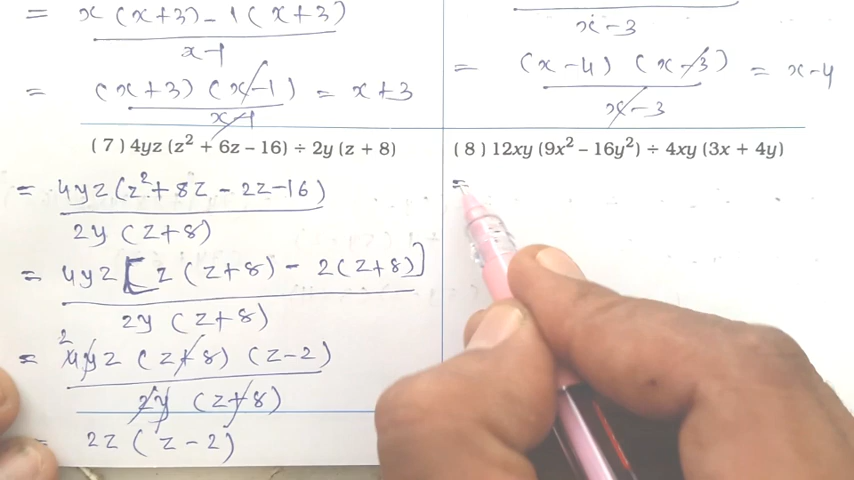 = x (x+3) - 1 (x+3)
x-1
= (x+3) (x-1) = x+3
x-1
x-3
= (x-4) (x-3) = x-4
x-3
(7) 4yz (z² + 6z – 16) ÷ 2y (z + 8)
= 4yz (z² + 8z - 2z - 16)
2y (z+8)
= 4yz [z (z+8) - 2(z+8)]
2y (z+8)
2
= 4yz (z+8) (z-2)
2y (z+8)
= 2z (z-2)
(8) 12xy (9x² – 16y²) ÷ 4xy (3x + 4y)
=